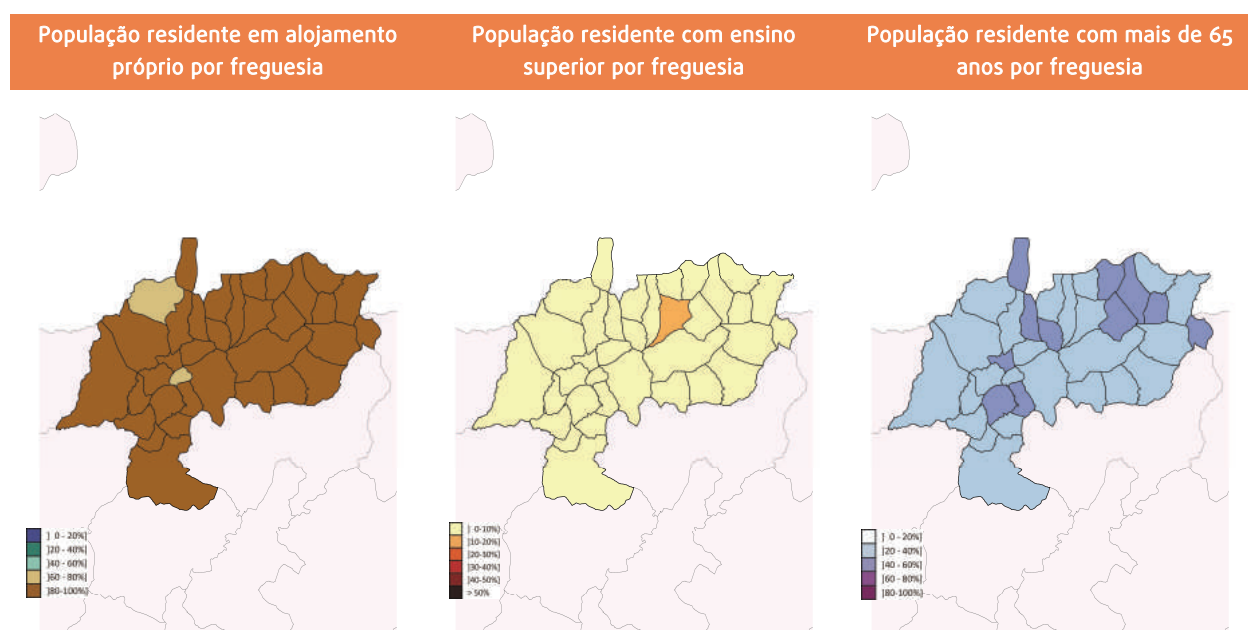 População residente em alojamento
próprio por freguesia
População residente com ensino
superior por freguesia
População residente com mais de 65
anos por freguesia
] 0 - 20%]
]20 - 40%]
]40 - 60%]
]60 - 80%]
]80-100%]
] 0-10%]
]10-20%]
]20-30%]
]30-40%]
]40-50%]
> 50%
] 0 - 20%]
]20 - 40%]
]40 - 60%]
]60 - 80%]
]80-100%]